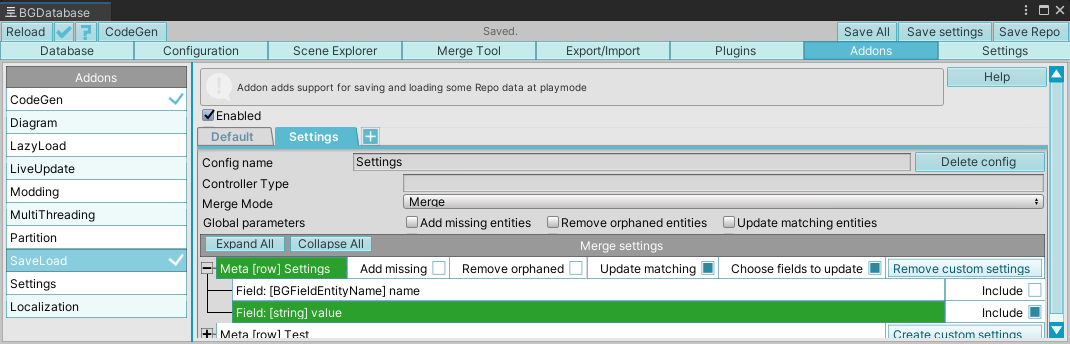 BGDatabase
Reload CodeGen Saved. Save All Save settings Save Repo
Database Configuration Scene Explorer Merge Tool Export/Import Plugins Addons Settings
Addons
CodeGen
Diagram
LazyLoad
LiveUpdate
Modding
MultiThreading
Partition
SaveLoad
Settings
Localization
Addon adds support for saving and loading some Repo data at playmode
Help
Enabled
Default Settings
Config name Settings Delete config
Controller Type
Merge Mode Merge
Global parameters Add missing entities Remove orphaned entities Update matching entities
Expand All Collapse All Merge settings
Meta [row] Settings Add missing Remove orphaned Update matching Choose fields to update Remove custom settings
Field: [BGFieldEntityName] name Include
Field: [string] value Include
Meta [row] Test Create custom settings